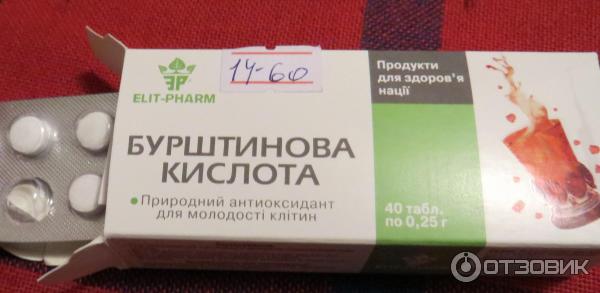 ELIT-PHARM
14-60
Продукти
для здоров'я
нації
БУРШТИНОВА
КИСЛОТА
• Природний антиоксидант
для молодості клітин
40 табл.
по 0,25 г
ОТЗОВИК